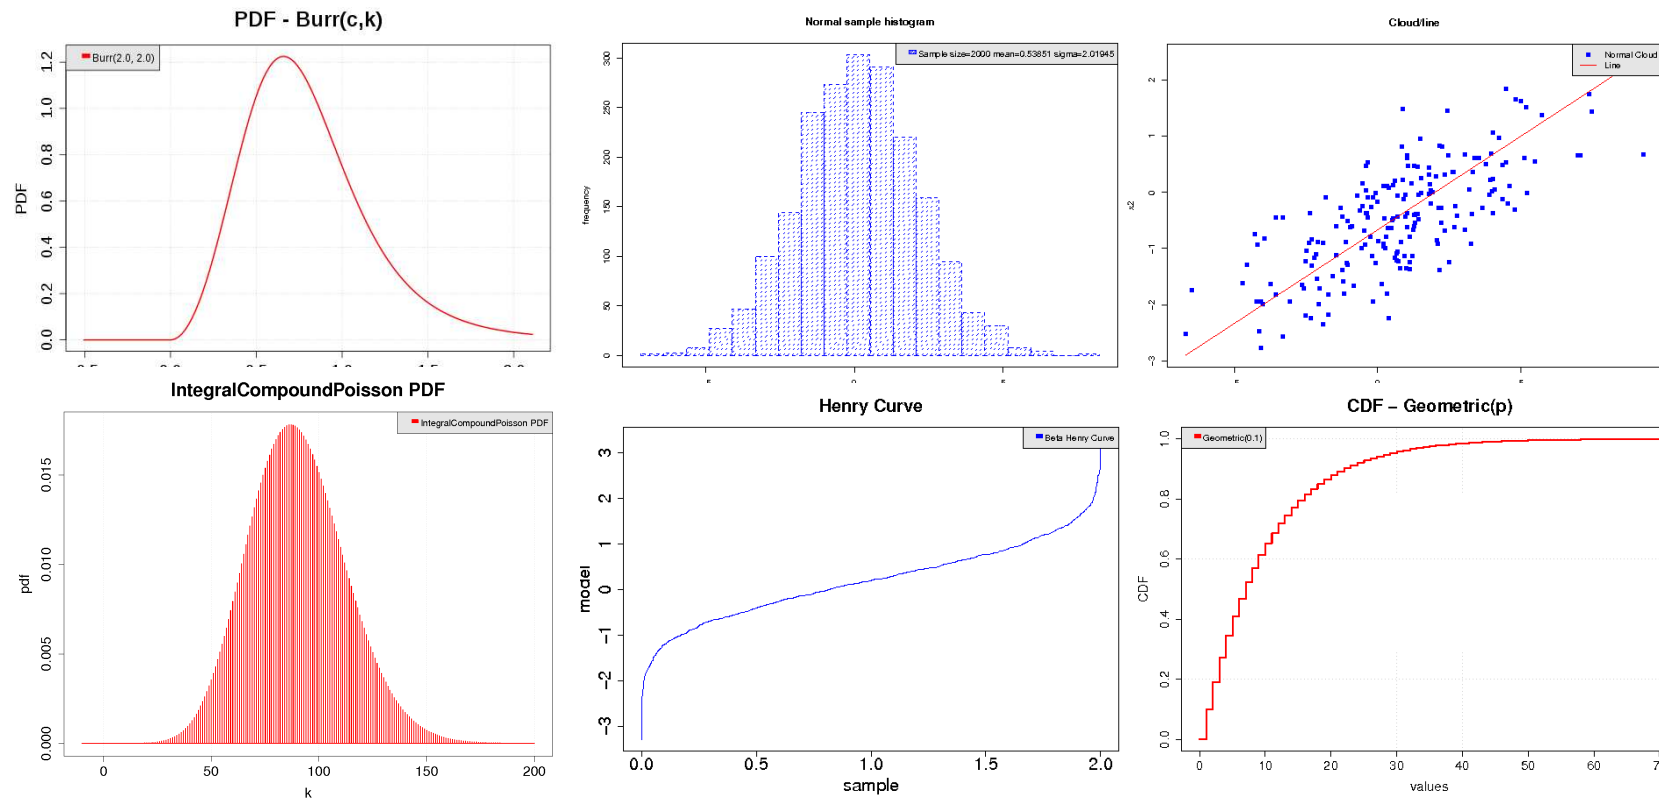 PDF - Burr(c,k)
Burr(2.0, 2.0)
PDF
1.2
1.0
0.8
0.6
0.4
0.2
0.0
Normal sample histogram
Sample size=2000 mean=0.53851 sigma=2.01945
frequency
300
250
200
150
100
50
0
Cloud/line
Normal Cloud
Line
x2
2
1
0
-1
-2
-3
IntegralCompoundPoisson PDF
IntegralCompoundPoisson PDF
pdf
0.015
0.010
0.005
0.000
0 50 100 150 200
k
Henry Curve
Beta Henry Curve
model
3
2
1
0
-1
-2
-3
0.0 0.5 1.0 1.5 2.0
sample
CDF – Geometric(p)
Geometric(0.1)
CDF
1.0
0.8
0.6
0.4
0.2
0.0
0 10 20 30 40 50 60
values